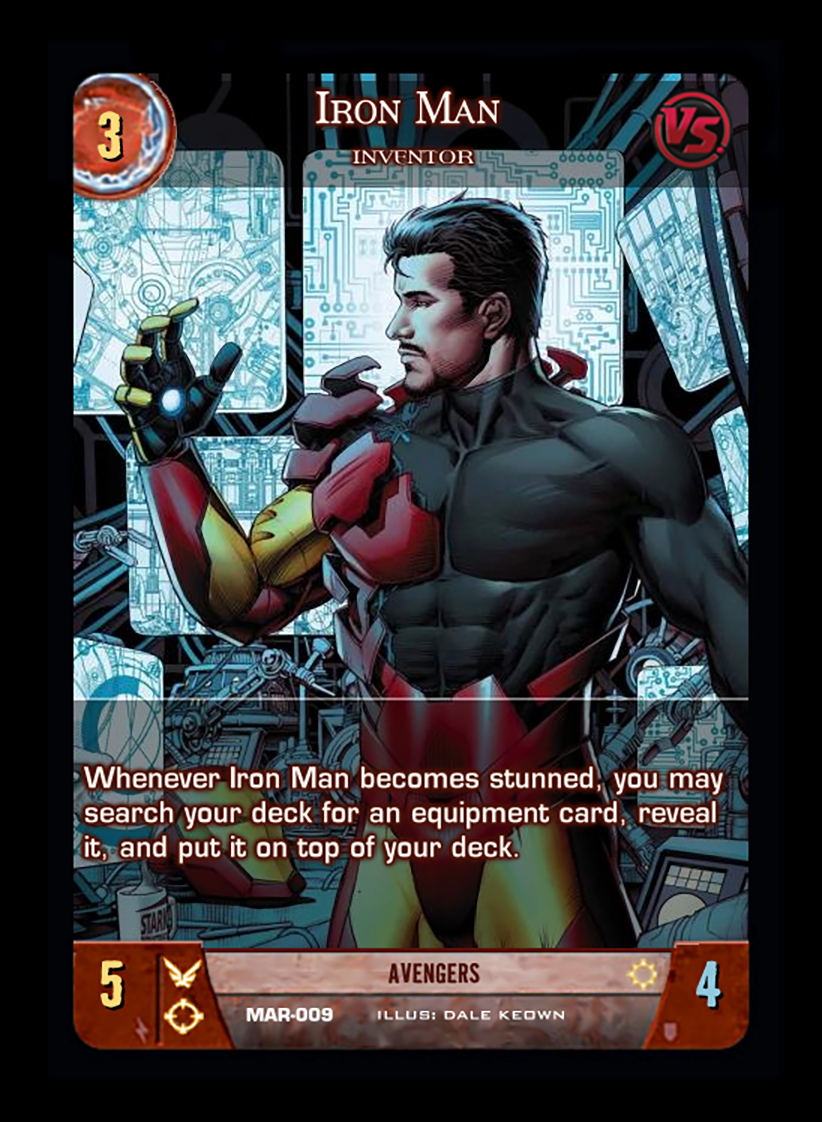 3
IRON MAN
VS.
INVENTOR
Whenever Iron Man becomes stunned, you may
search your deck for an equipment card, reveal
it, and put it on top of your deck.
STARK
5
AVENGERS
4
MAR-009 ILLUS: DALE KEOWN